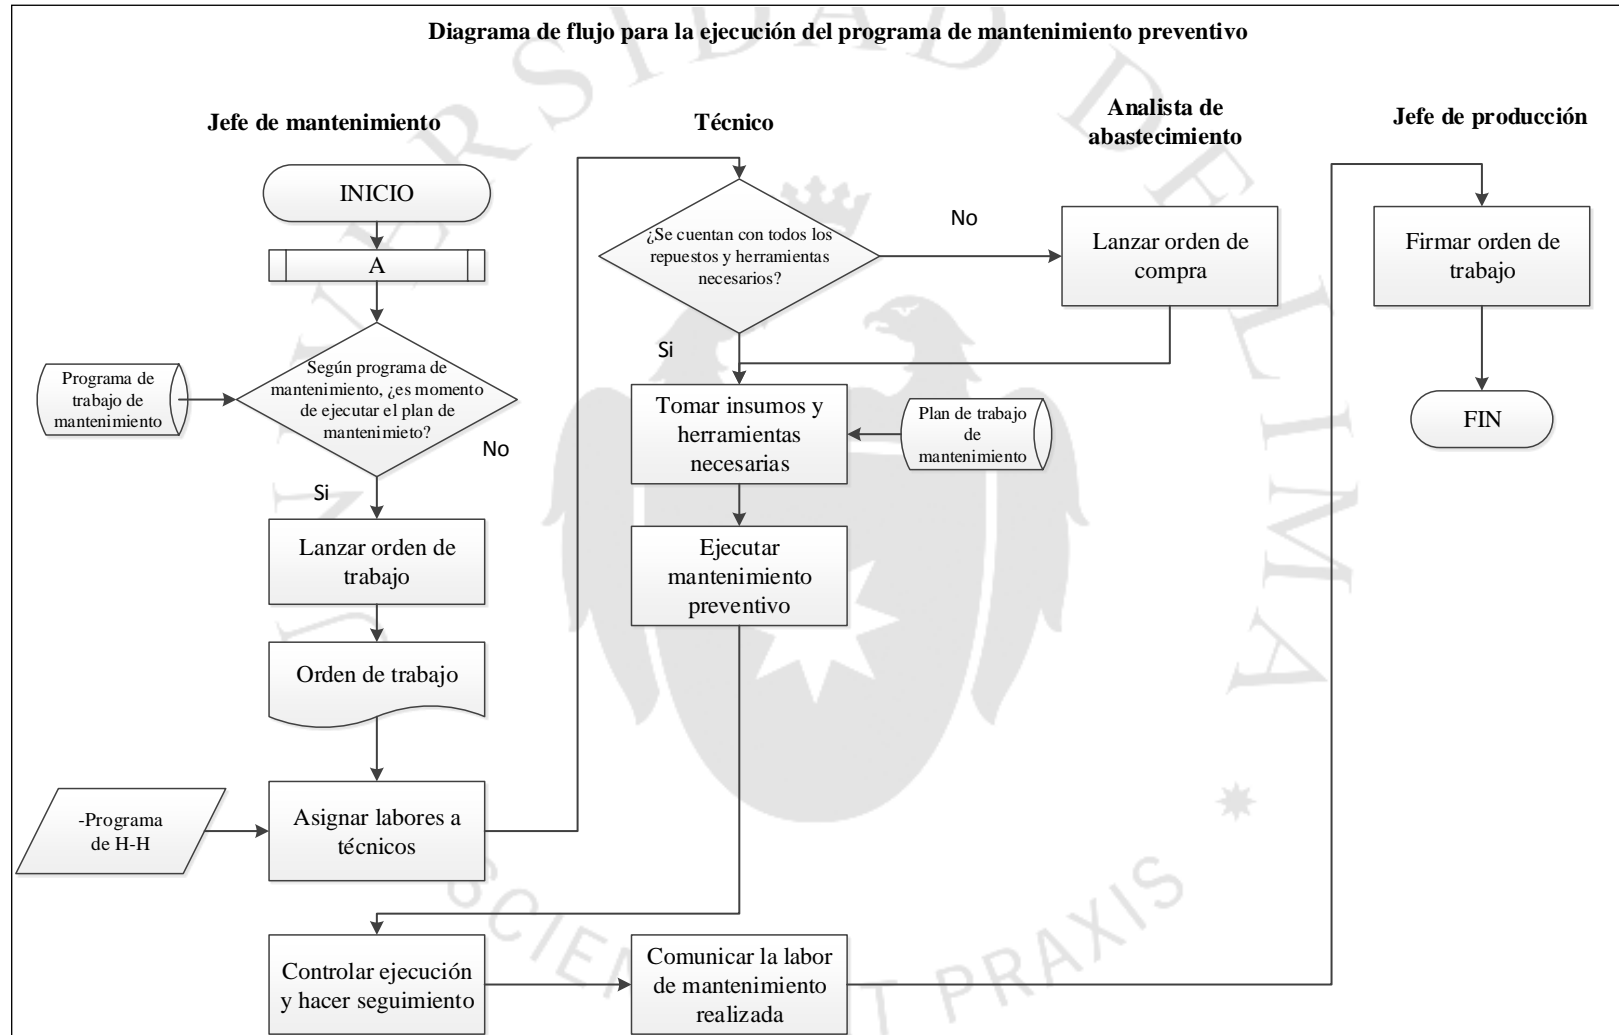 Diagrama de flujo para la ejecución del programa de mantenimiento preventivo
Jefe de mantenimiento
Técnico
Analista de
abastecimiento
Jefe de producción
INICIO
A
Según programa de
mantenimiento, ¿es momento
de ejecutar el plan de
mantenimieto?
Programa de
trabajo de
mantenimiento
No
Si
Lanzar orden de
trabajo
Orden de trabajo
-Programa
de H-H
Asignar labores a
técnicos
Controlar ejecución
y hacer seguimiento
¿Se cuentan con todos los
repuestos y herramientas
necesarios?
No
Si
Tomar insumos y
herramientas
necesarias
Plan de trabajo
de
mantenimiento
Ejecutar
mantenimiento
preventivo
Comunicar la labor
de mantenimiento
realizada
Lanzar orden de
compra
Firmar orden de
trabajo
FIN
UNIVERSIDAD DE LIMA
SCIENTIA ET PRAXIS